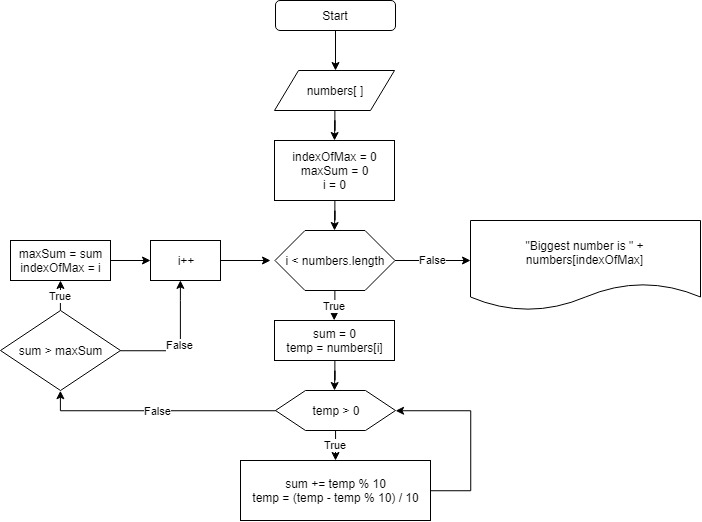 Start
numbers[ ]
indexOfMax = 0
maxSum = 0
i = 0
i < numbers.length
False
"Biggest number is " +
numbers[indexOfMax]
True
sum = 0
temp = numbers[i]
temp > 0
True
sum += temp % 10
temp = (temp - temp % 10) / 10
False
sum > maxSum
True
maxSum = sum
indexOfMax = i
False
i++